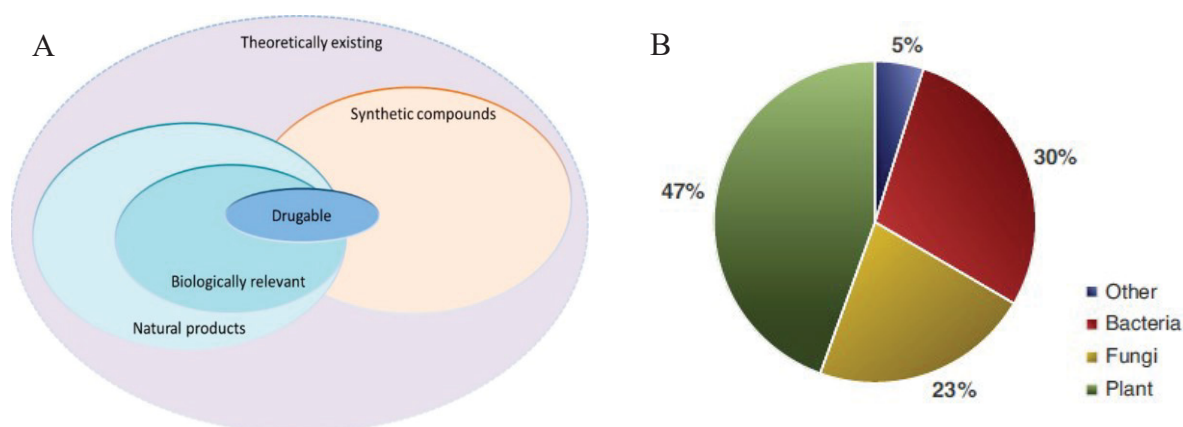 A
Theoretically existing
Synthetic compounds
Drugable
Biologically relevant
Natural products
B
5%
30%
47%
23%
Other
Bacteria
Fungi
Plant